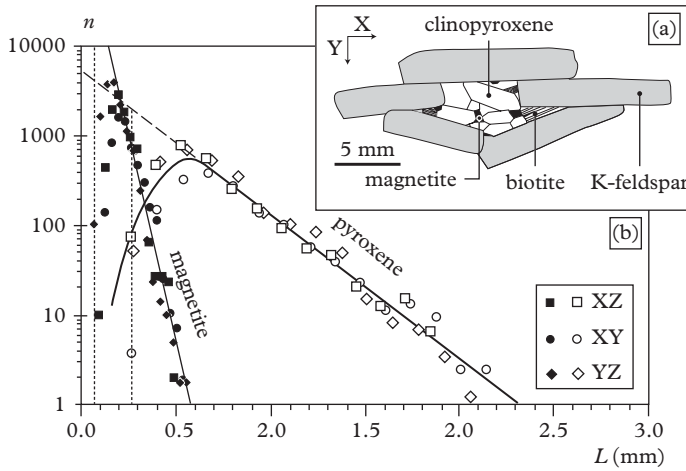 n
10000
1000
100
10
1
0.0
0.5
2.0
1.5
2.0
2.5
3.0
L (mm)
(a)
X
Y
clinopyroxene
5 mm
magnetite
biotite
K-feldspar
(b)
pyroxene
magnetite
XZ
XY
YZ